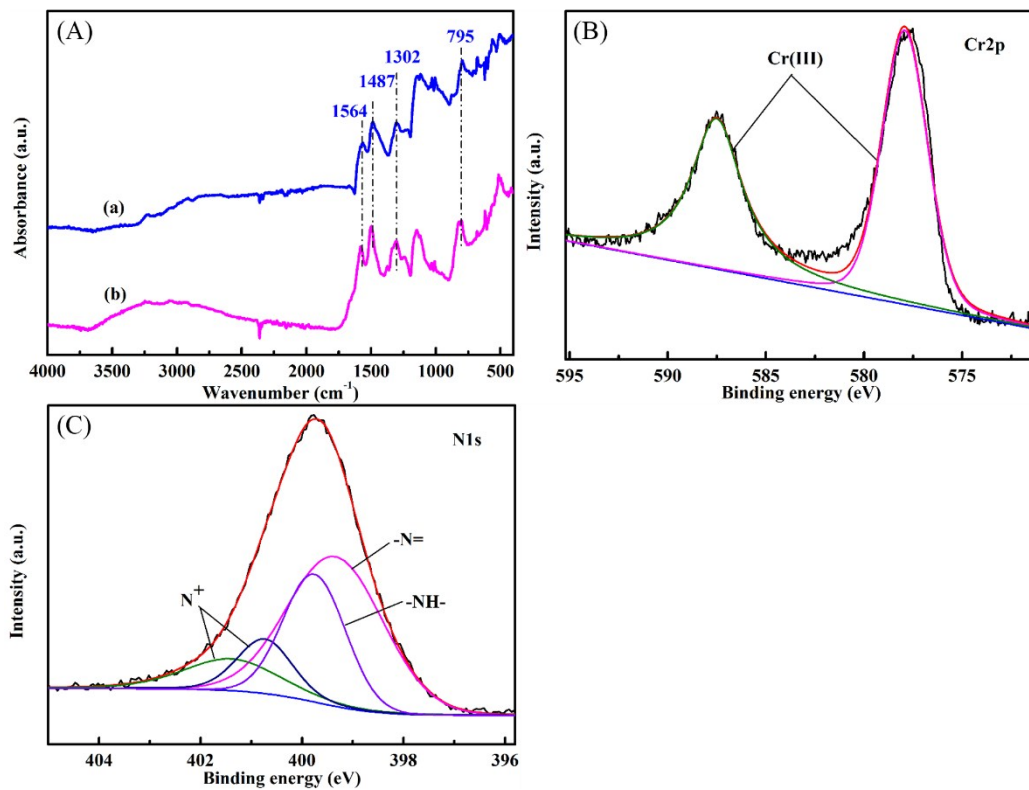 (A)
795
1302
1487
1564
(a)
(b)
Absorbance (a.u.)
4000 3500 3000 2500 2000 1500 1000 500
Wavenumber (cm⁻¹)
(B)
Cr2p
Cr(III)
Intensity (a.u.)
595 590 585 580 575
Binding energy (eV)
(C)
N1s
-N=
-NH-
N⁺
Intensity (a.u.)
404 402 400 398 396
Binding energy (eV)